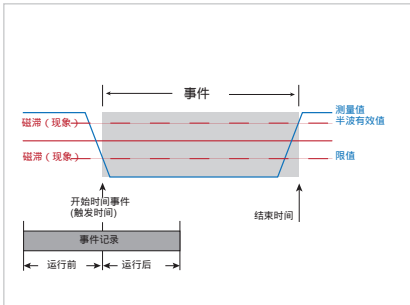 事件
测量值
磁滞（现象）
半波有效值
磁滞（现象）
限值
开始时间事件
(触发时间)
结束时间
事件记录
运行前
运行后